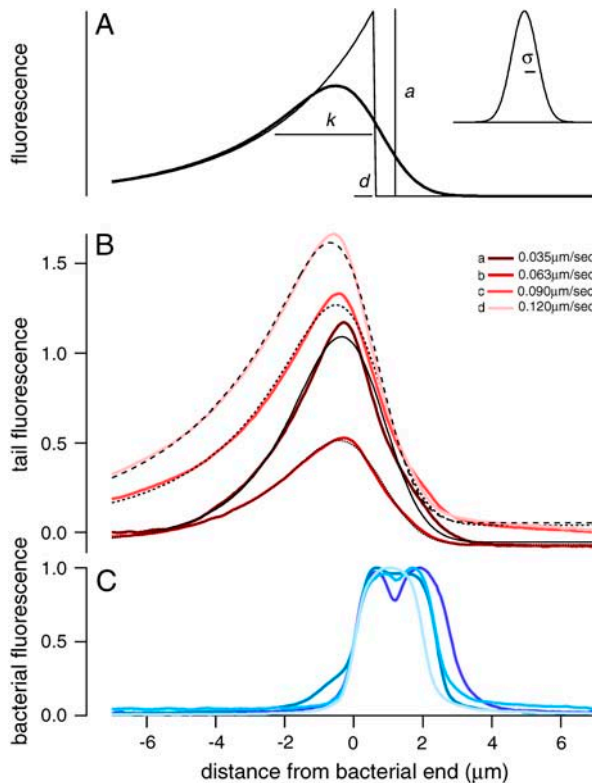 A
fluorescence
k
a
d
σ
B
tail fluorescence
1.5
1.0
0.5
0.0
a 0.035μm/sec
b 0.063μm/sec
c 0.090μm/sec
d 0.120μm/sec
C
bacterial fluorescence
1.0
0.5
0.0
-6 -4 -2 0 2 4 6
distance from bacterial end (μm)